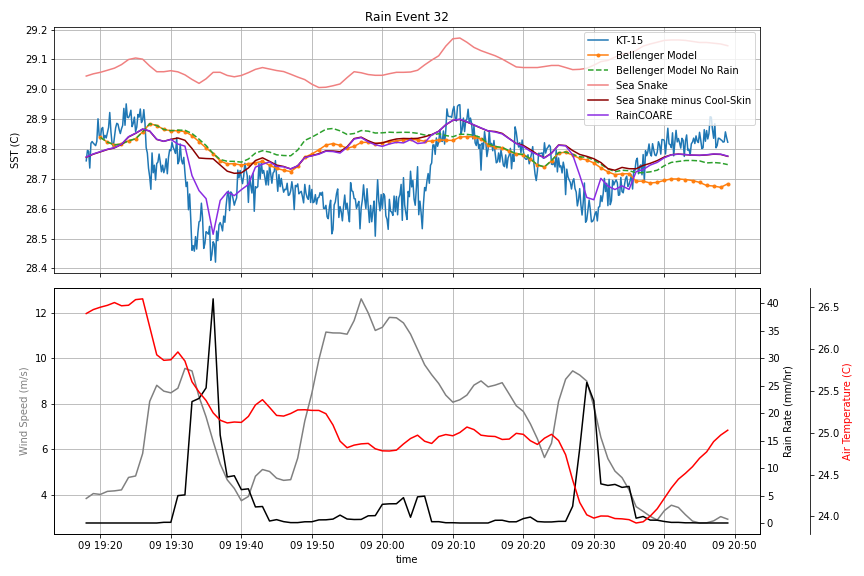 Rain Event 32
SST (C)
29.2
29.1
29.0
28.9
28.8
28.7
28.6
28.5
28.4
KT-15
Bellenger Model
Bellenger Model No Rain
Sea Snake
Sea Snake minus Cool-Skin
RainCOARE
Wind Speed (m/s)
12
10
8
6
4
40
35
30
25
20
15
10
5
0
Rain Rate (mm/hr)
26.5
26.0
25.5
25.0
24.5
24.0
Air Temperature (C)
09 19:20 09 19:30 09 19:40 09 19:50 09 20:00 09 20:10 09 20:20 09 20:30 09 20:40 09 20:50
time